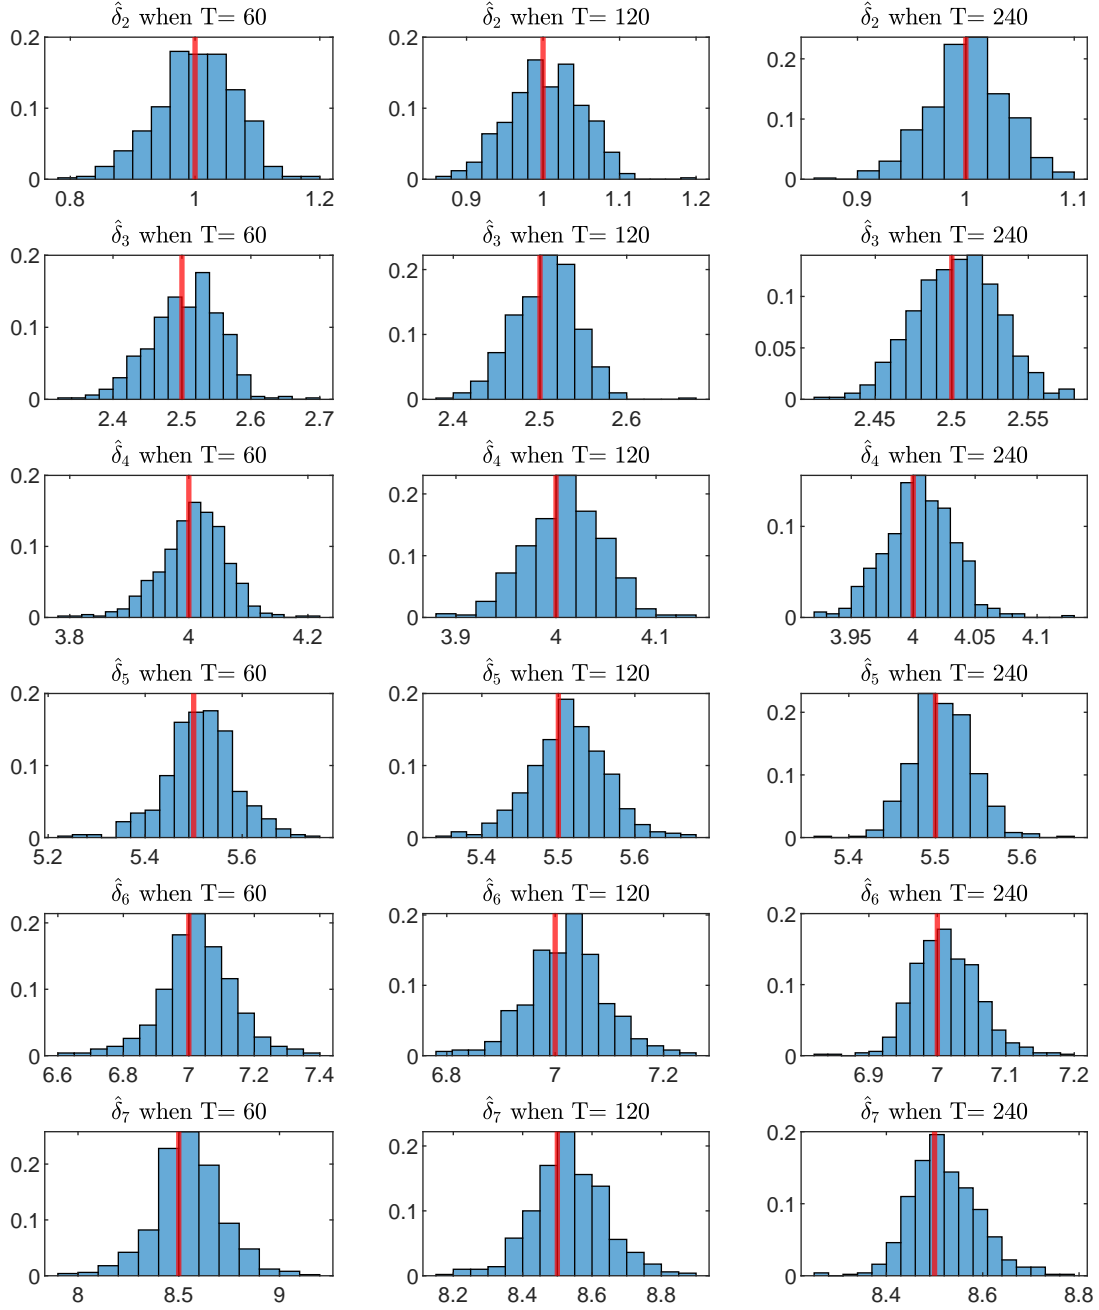 δ̂₂ when T= 60 δ̂₂ when T= 120 δ̂₂ when T= 240
0.2 0.2 0.2
0.1 0.1 0.1
0 0 0
0.8 1 1.2 0.9 1 1.1 1.2 0.9 1 1.1
δ̂₃ when T= 60 δ̂₃ when T= 120 δ̂₃ when T= 240
0.2 0.2 0.1
0.1 0.1 0.05
0 0 0
2.4 2.5 2.6 2.7 2.4 2.5 2.6 2.45 2.5 2.55
δ̂₄ when T= 60 δ̂₄ when T= 120 δ̂₄ when T= 240
0.2 0.2 0.1
0.1 0.1
0 0 0
3.8 4 4.2 3.9 4 4.1 3.95 4 4.05 4.1
δ̂₅ when T= 60 δ̂₅ when T= 120 δ̂₅ when T= 240
0.2 0.2 0.2
0.1 0.1 0.1
0 0 0
5.2 5.4 5.6 5.4 5.5 5.6 5.4 5.5 5.6
δ̂₆ when T= 60 δ̂₆ when T= 120 δ̂₆ when T= 240
0.2 0.2 0.2
0.1 0.1 0.1
0 0 0
6.6 6.8 7 7.2 7.4 6.8 7 7.2 6.9 7 7.1 7.2
δ̂₇ when T= 60 δ̂₇ when T= 120 δ̂₇ when T= 240
0.2 0.2 0.2
0.1 0.1 0.1
0 0 0
8 8.5 9 8.2 8.4 8.6 8.8 8.4 8.6 8.8